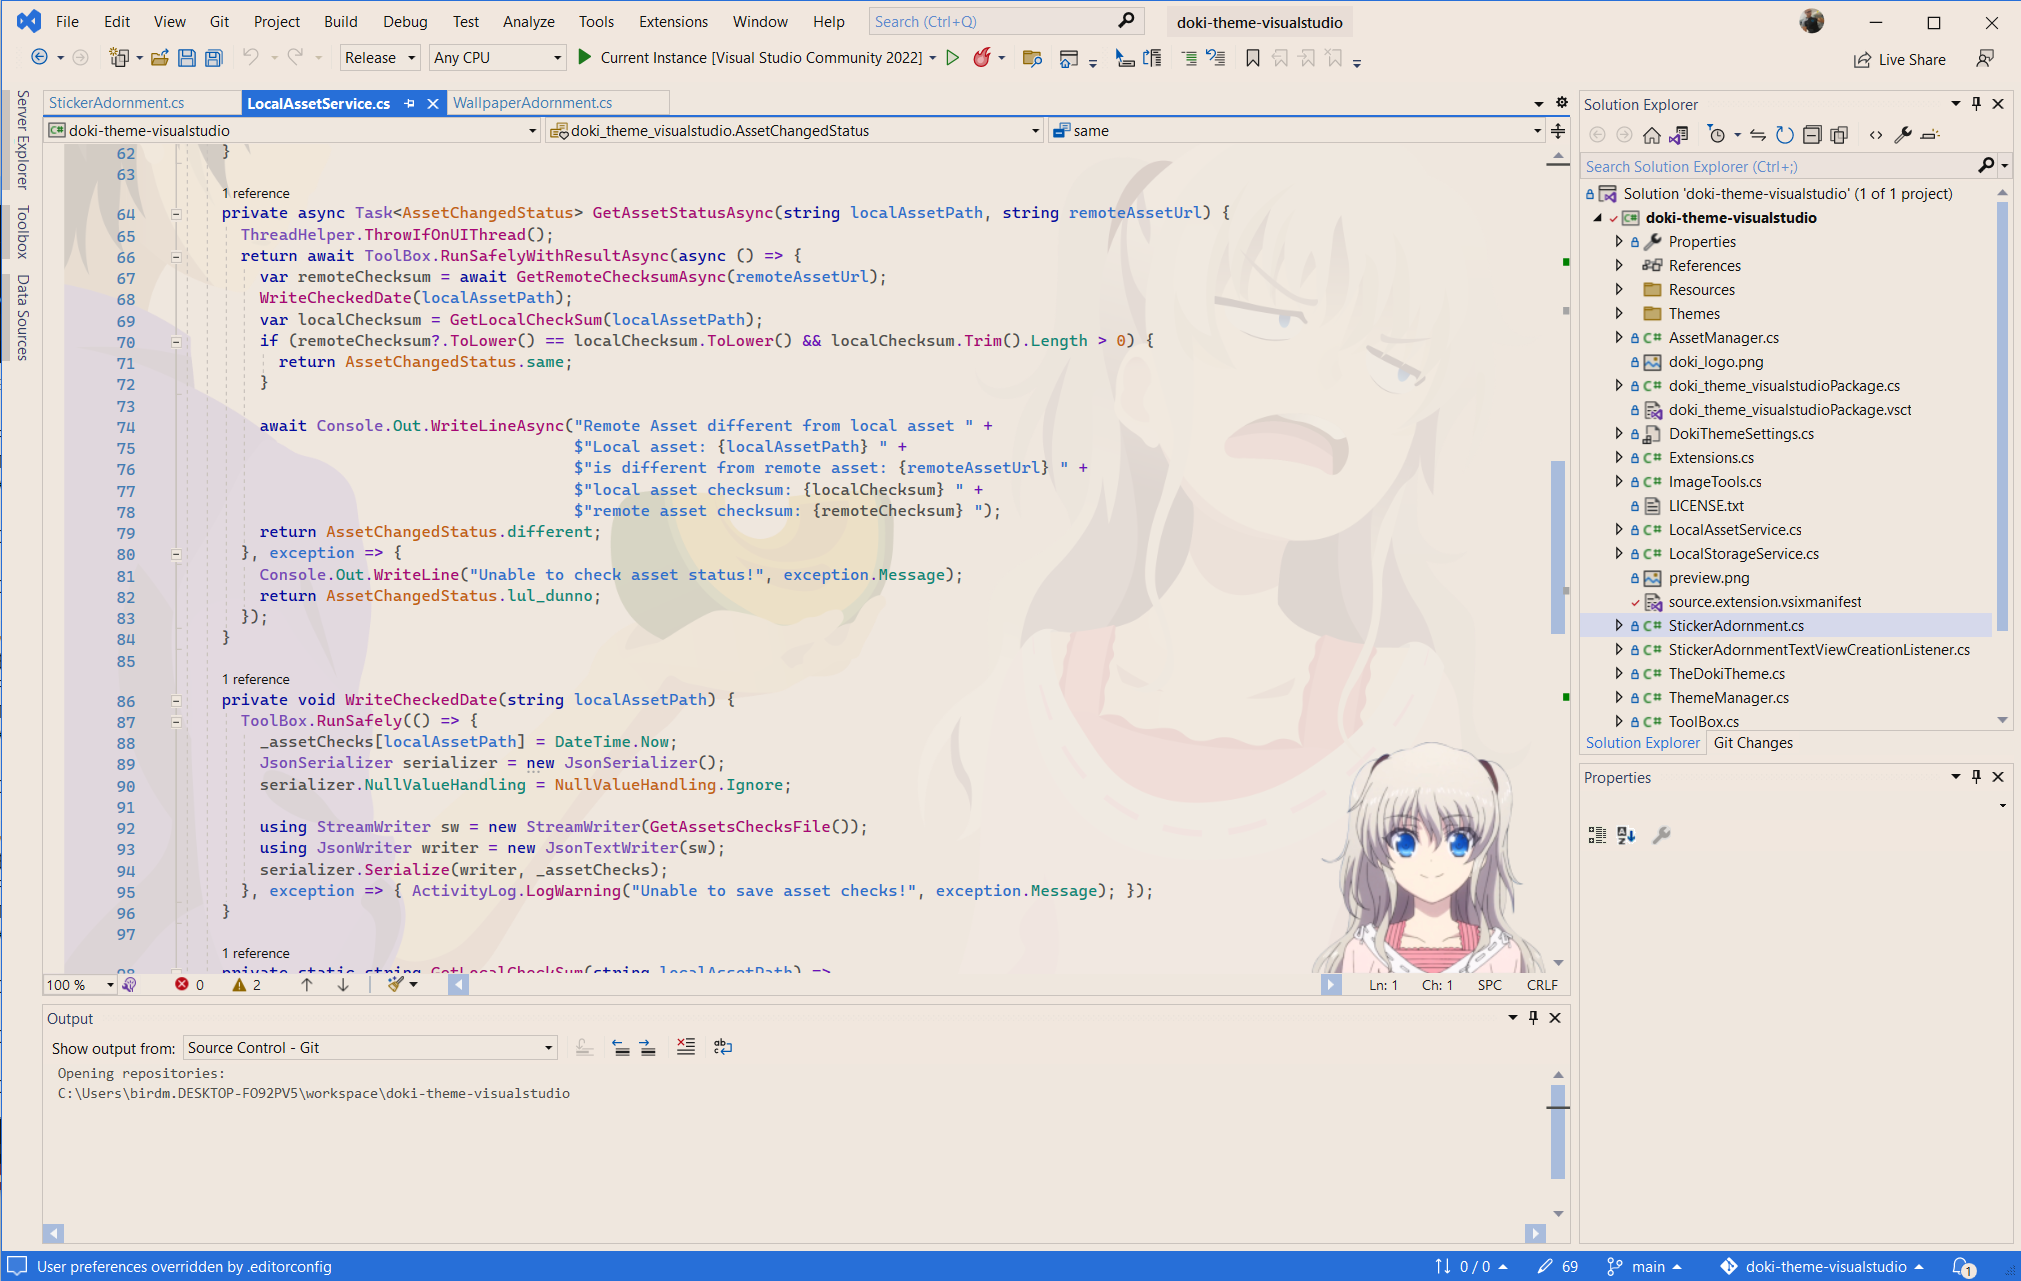 File Edit View Git Project Build Debug Test Analyze Tools Extensions Window Help Search (Ctrl+Q) doki-theme-visualstudio
Release Any CPU Current Instance [Visual Studio Community 2022] Live Share
Server Explorer
Toolbox
Data Sources
StickerAdornment.cs LocalAssetService.cs WallpaperAdornment.cs
doki-theme-visualstudio doki_theme_visualstudio.AssetChangedStatus same
62 }
63
1 reference
64 private async Task<AssetChangedStatus> GetAssetStatusAsync(string localAssetPath, string remoteAssetUrl) {
65 ThreadHelper.ThrowIfOnUIThread();
66 return await ToolBox.RunSafelyWithResultAsync(async () => {
67 var remoteChecksum = await GetRemoteChecksumAsync(remoteAssetUrl);
68 WriteCheckedDate(localAssetPath);
69 var localChecksum = GetLocalCheckSum(localAssetPath);
70 if (remoteChecksum?.ToLower() == localChecksum.ToLower() && localChecksum.Trim().Length > 0) {
71 return AssetChangedStatus.same;
72 }
73
74 await Console.Out.WriteLineAsync("Remote Asset different from local asset " +
75 $"Local asset: {localAssetPath} " +
76 $"is different from remote asset: {remoteAssetUrl} " +
77 $"local asset checksum: {localChecksum} " +
78 $"remote asset checksum: {remoteChecksum} ");
79 return AssetChangedStatus.different;
80 }, exception => {
81 Console.Out.WriteLine("Unable to check asset status!", exception.Message);
82 return AssetChangedStatus.lul_dunno;
83 });
84 }
85
1 reference
86 private void WriteCheckedDate(string localAssetPath) {
87 ToolBox.RunSafely(() => {
88 _assetChecks[localAssetPath] = DateTime.Now;
89 JsonSerializer serializer = new JsonSerializer();
90 serializer.NullValueHandling = NullValueHandling.Ignore;
91
92 using StreamWriter sw = new StreamWriter(GetAssetsChecksFile());
93 using JsonWriter writer = new JsonTextWriter(sw);
94 serializer.Serialize(writer, _assetChecks);
95 }, exception => { ActivityLog.LogWarning("Unable to save asset checks!", exception.Message); });
96 }
97
1 reference
98 private static string GetLocalCheckSum(string localAssetPath) =>
100 % 0 2 Ln: 1 Ch: 1 SPC CRLF
Output
Show output from: Source Control - Git
Opening repositories:
C:\Users\birdm.DESKTOP-FO92PV5\workspace\doki-theme-visualstudio
Solution Explorer
Search Solution Explorer (Ctrl+;)
Solution 'doki-theme-visualstudio' (1 of 1 project)
doki-theme-visualstudio
Properties
References
Resources
Themes
C# AssetManager.cs
doki_logo.png
C# doki_theme_visualstudioPackage.cs
doki_theme_visualstudioPackage.vsct
DokiThemeSettings.cs
C# Extensions.cs
C# ImageTools.cs
LICENSE.txt
C# LocalAssetService.cs
C# LocalStorageService.cs
preview.png
source.extension.vsixmanifest
C# StickerAdornment.cs
C# StickerAdornmentTextViewCreationListener.cs
C# TheDokiTheme.cs
C# ThemeManager.cs
C# ToolBox.cs
Solution Explorer Git Changes
Properties
User preferences overridden by .editorconfig 0 / 0 69 main doki-theme-visualstudio 1